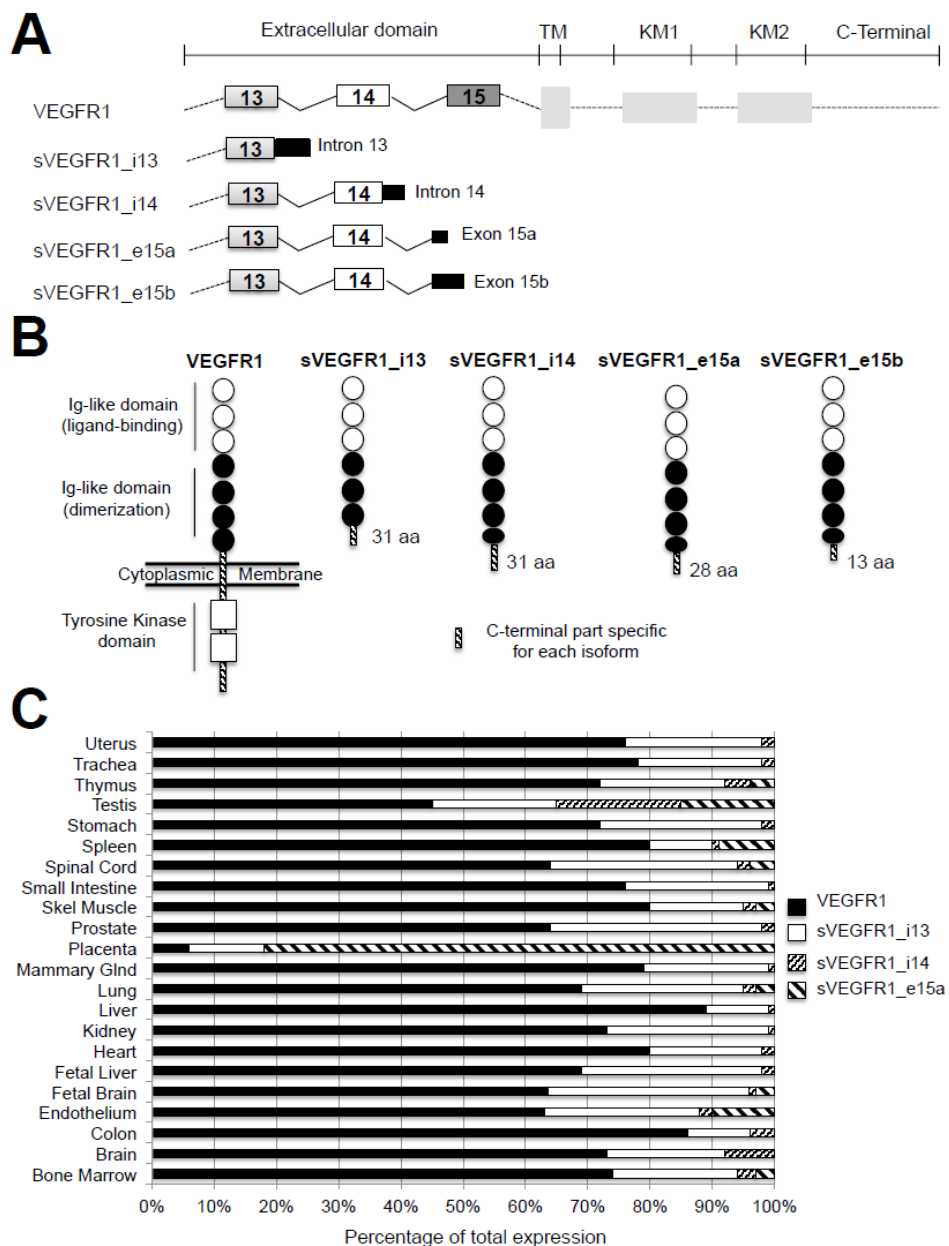 A
Extracellular domain TM KM1 KM2 C-Terminal
VEGFR1 13 14 15
sVEGFR1_i13 13 Intron 13
sVEGFR1_i14 13 14 Intron 14
sVEGFR1_e15a 13 14 Exon 15a
sVEGFR1_e15b 13 14 Exon 15b
B
VEGFR1 sVEGFR1_i13 sVEGFR1_i14 sVEGFR1_e15a sVEGFR1_e15b
Ig-like domain
(ligand-binding)
Ig-like domain
(dimerization)
31 aa
31 aa
28 aa
13 aa
Cytoplasmic Membrane
Tyrosine Kinase
domain
C-terminal part specific
for each isoform
C
Uterus
Trachea
Thymus
Testis
Stomach
Spleen
Spinal Cord
Small Intestine
Skel Muscle
Prostate
Placenta
Mammary Glnd
Lung
Liver
Kidney
Heart
Fetal Liver
Fetal Brain
Endothelium
Colon
Brain
Bone Marrow
VEGFR1
sVEGFR1_i13
sVEGFR1_i14
sVEGFR1_e15a
0% 10% 20% 30% 40% 50% 60% 70% 80% 90% 100%
Percentage of total expression